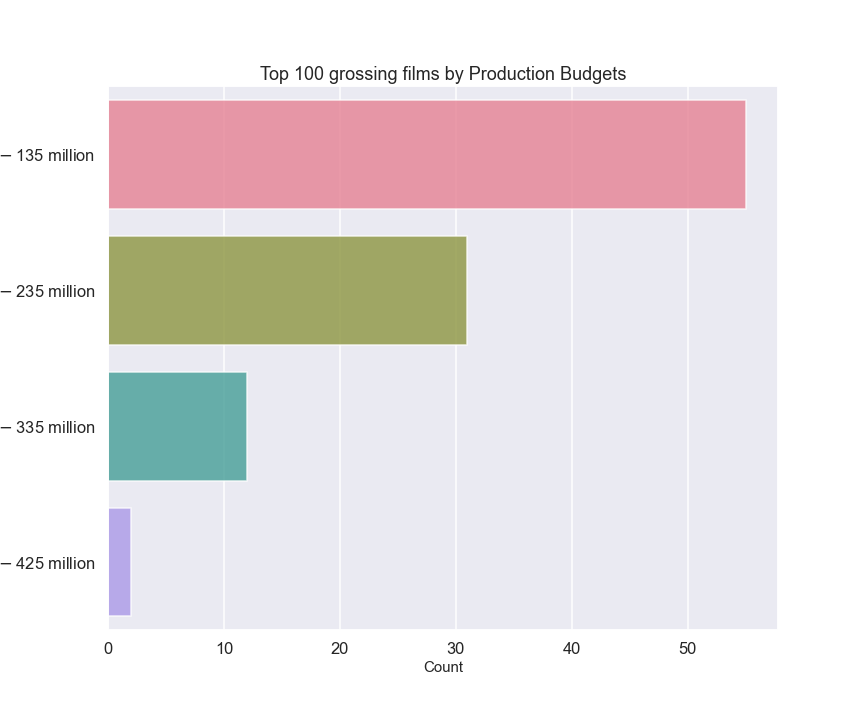 Top 100 grossing films by Production Budgets
– 135 million
– 235 million
– 335 million
– 425 million
0 10 20 30 40 50
Count